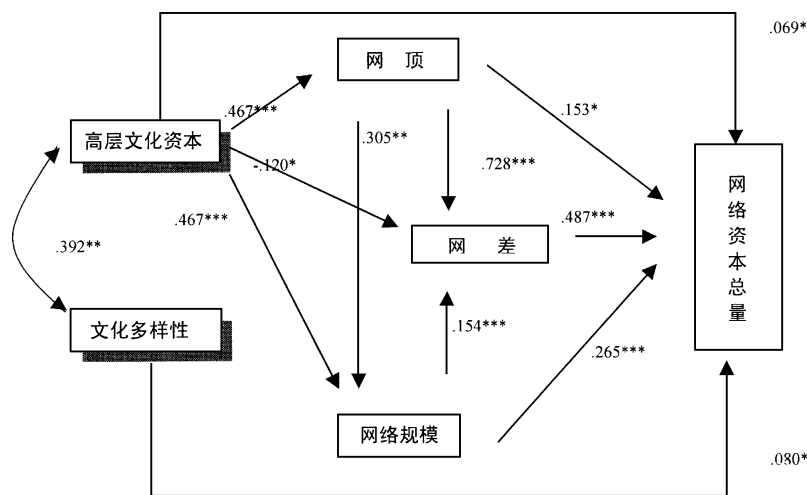 .069*
网 顶
.467***
.153*
高层文化资本
.305**
-.120*
.728***
网络资本总量
.467***
.487***
网 差
.392**
文化多样性
.154***
.265***
网络规模
.080*